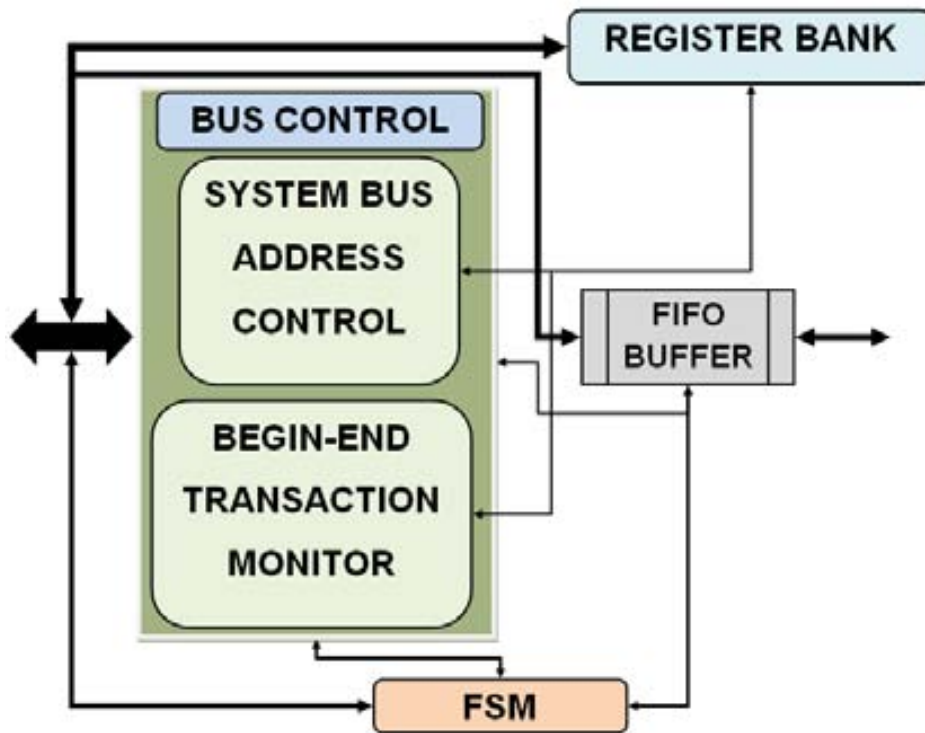 REGISTER BANK
BUS CONTROL
SYSTEM BUS
ADDRESS
CONTROL
FIFO
BUFFER
BEGIN-END
TRANSACTION
MONITOR
FSM